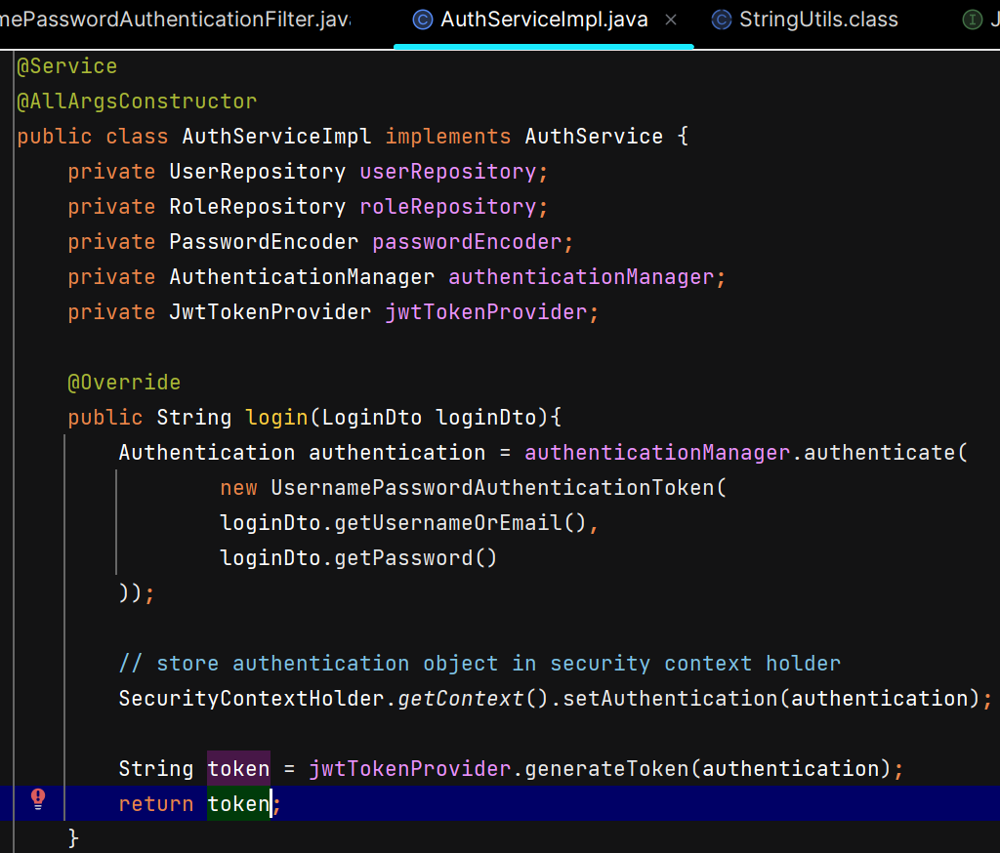 mePasswordAuthenticationFilter.java
AuthServiceImpl.java
StringUtils.class
@Service
@AllArgsConstructor
public class AuthServiceImpl implements AuthService {
    private UserRepository userRepository;
    private RoleRepository roleRepository;
    private PasswordEncoder passwordEncoder;
    private AuthenticationManager authenticationManager;
    private JwtTokenProvider jwtTokenProvider;
    @Override
    public String login(LoginDto loginDto){
        Authentication authentication = authenticationManager.authenticate(
                new UsernamePasswordAuthenticationToken(
                loginDto.getUsernameOrEmail(),
                loginDto.getPassword()
        ));
        // store authentication object in security context holder
        SecurityContextHolder.getContext().setAuthentication(authentication);
        String token = jwtTokenProvider.generateToken(authentication);
        return token;
    }